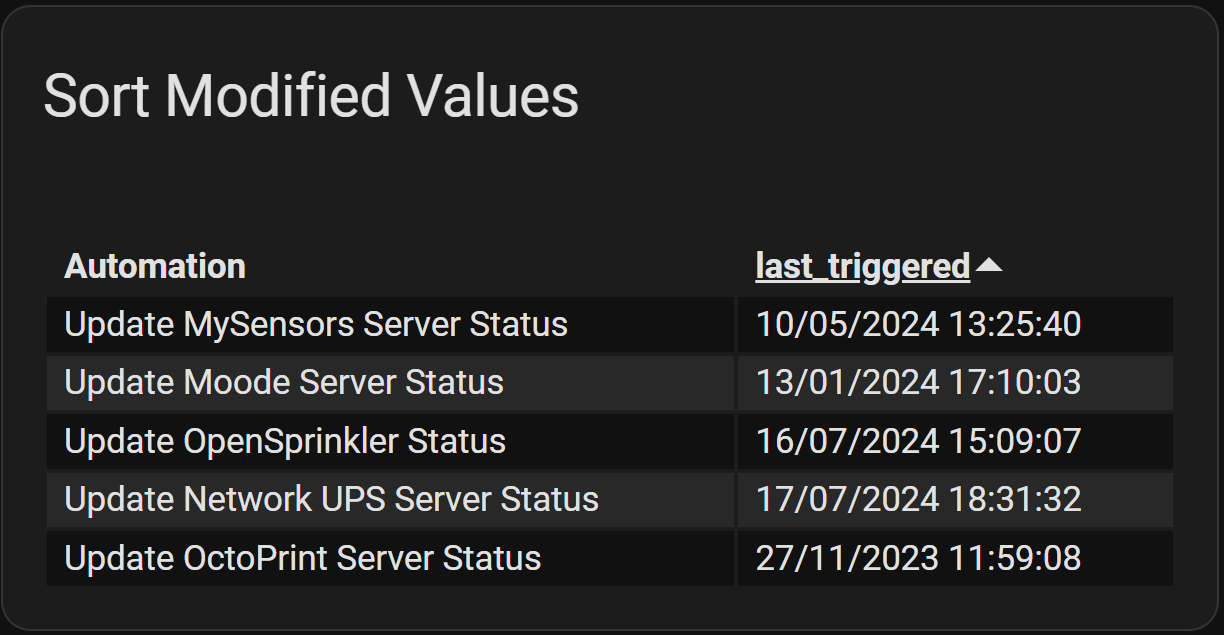 Sort Modified Values
Automation last_triggered
Update MySensors Server Status 10/05/2024 13:25:40
Update Moode Server Status 13/01/2024 17:10:03
Update OpenSprinkler Status 16/07/2024 15:09:07
Update Network UPS Server Status 17/07/2024 18:31:32
Update OctoPrint Server Status 27/11/2023 11:59:08